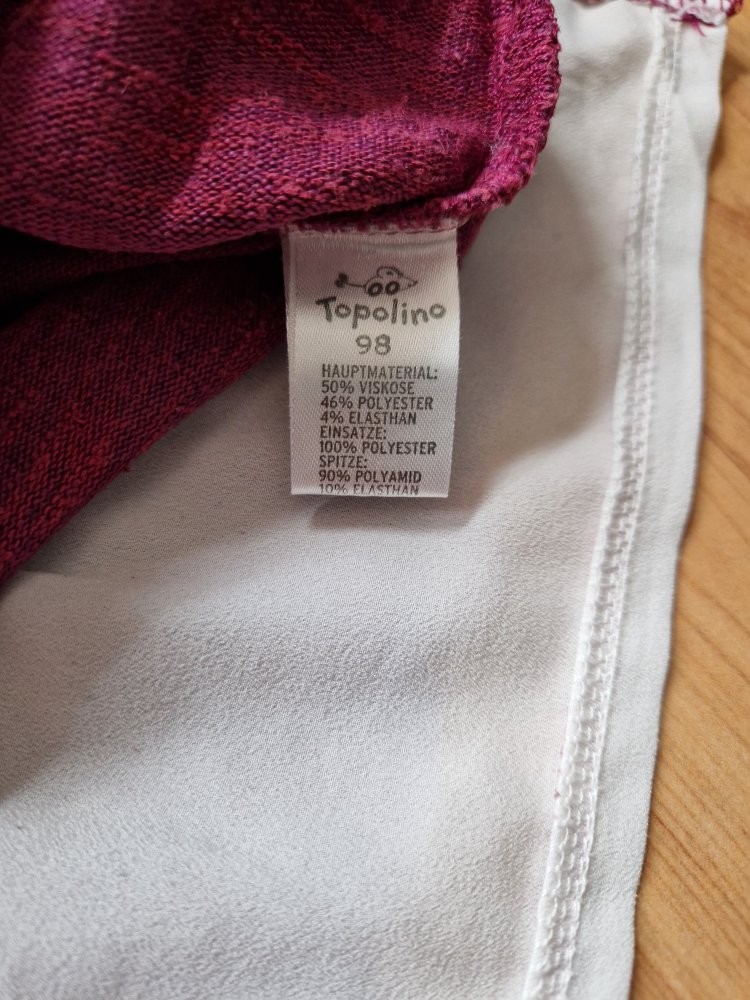 Topolino
98
HAUPTMATERIAL:
50% VISKOSE
46% POLYESTER
4% ELASTHAN
EINSATZE:
100% POLYESTER
SPITZE:
90% POLYAMID
10% ELASTHAN